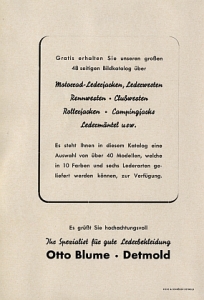 Gratis erhalten Sie unseren großen
48 seitigen Bildkatalog über
Motorrad-Lederjacken, Lederwesten
Rennwesten · Clubwesten
Rollerjacken · Campingjacke
Ledermäntel usw.
Es steht Ihnen in diesem Katalog eine
Auswahl von über 40 Modellen, welche
in 10 Farben und sechs Lederarten ge-
liefert werden können, zur Verfügung.
Es grüßt Sie hochachtungsvoll
Ihr Spezialist für gute Lederbekleidung
Otto Blume · Detmold